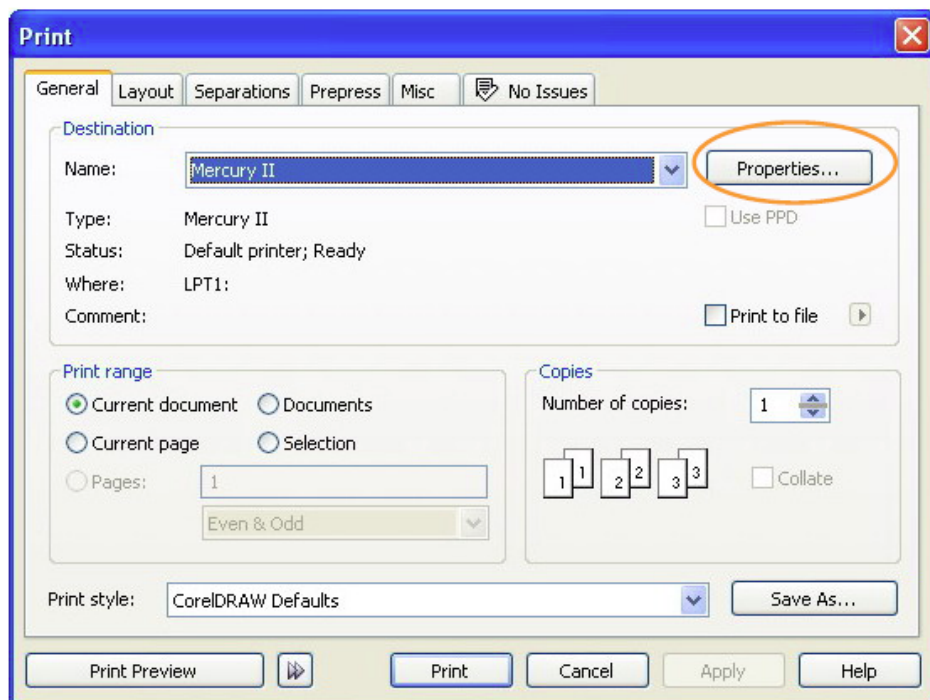 Print
General Layout Separations Prepress Misc No Issues
Destination
Name: Mercury II Properties...
Type: Mercury II Use PPD
Status: Default printer; Ready
Where: LPT1:
Comment: Print to file
Print range
Current document Documents
Current page Selection
Pages: 1
Even & Odd
Copies
Number of copies: 1
1 1 2 2 3 3
Collate
Print style: CorelDRAW Defaults Save As...
Print Preview Print Cancel Apply Help